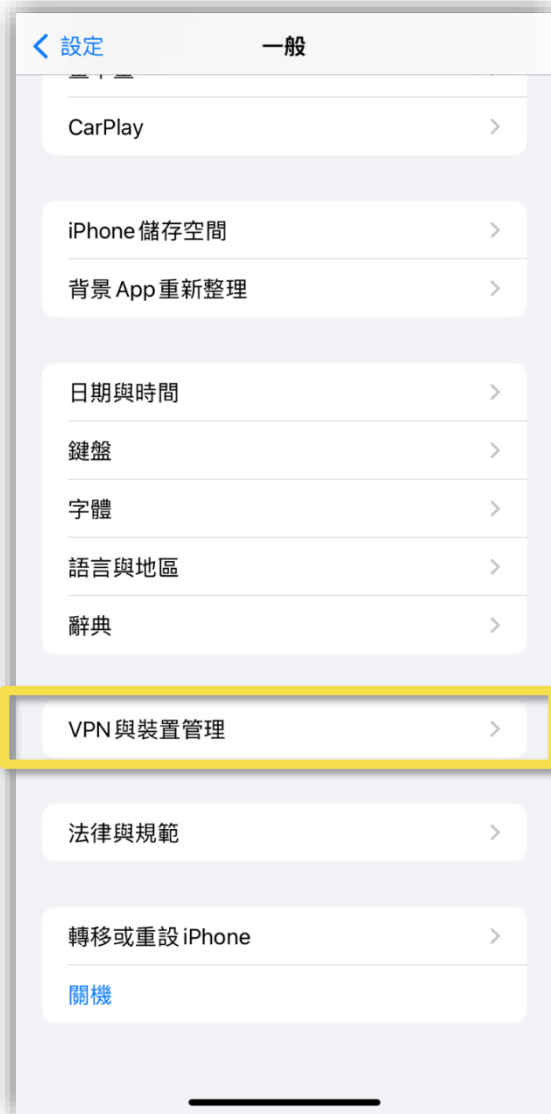 設定
一般
CarPlay
iPhone儲存空間
背景App重新整理
日期與時間
鍵盤
字體
語言與地區
辭典
VPN與裝置管理
法律與規範
轉移或重設iPhone
關機